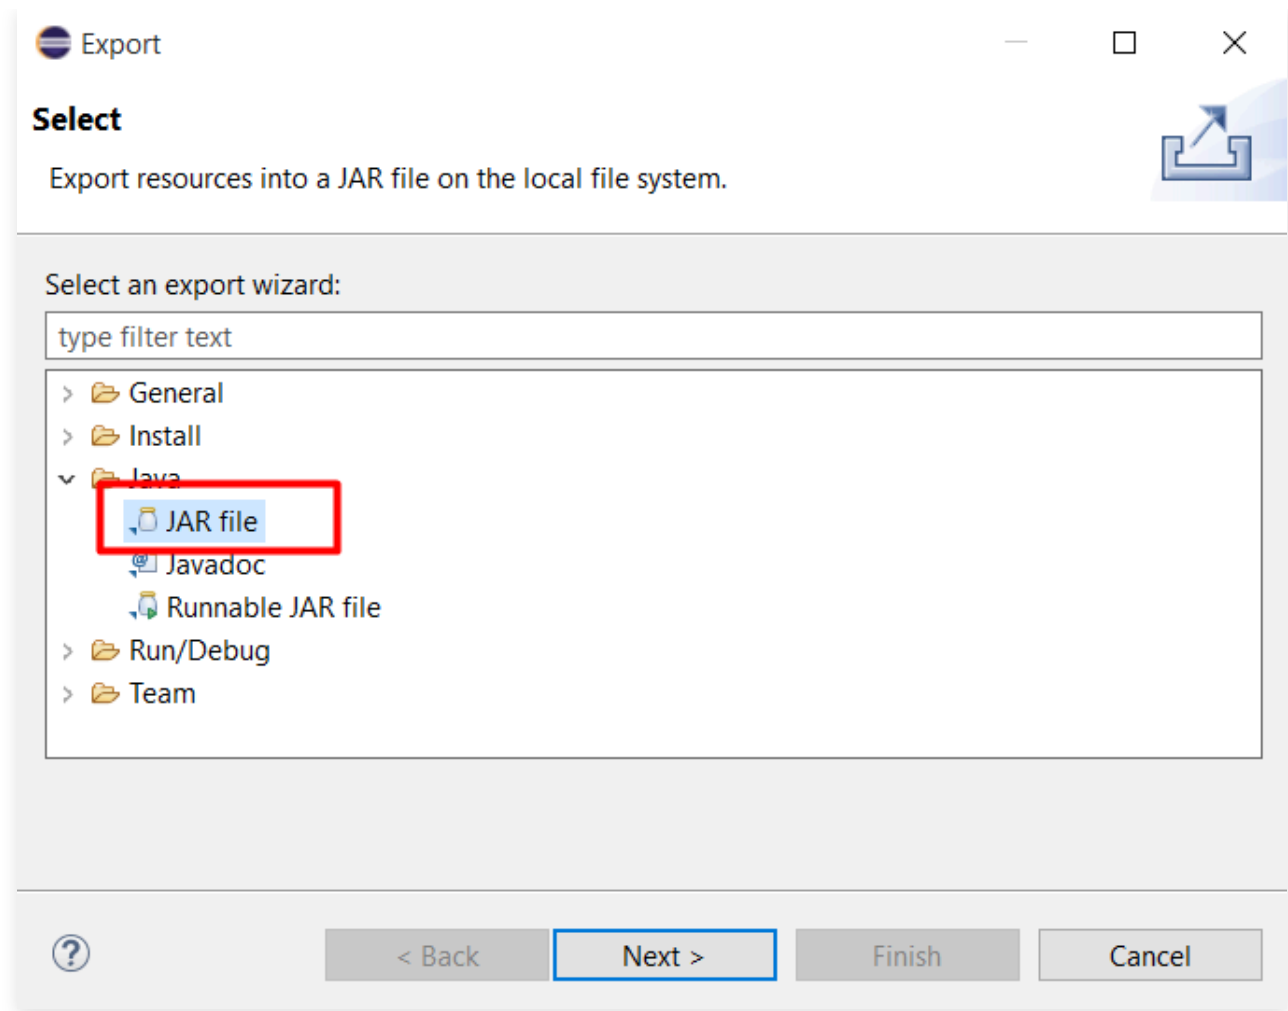 Export
Select
Export resources into a JAR file on the local file system.
Select an export wizard:
type filter text
General
Install
Java
JAR file
Javadoc
Runnable JAR file
Run/Debug
Team
? < Back Next > Finish Cancel